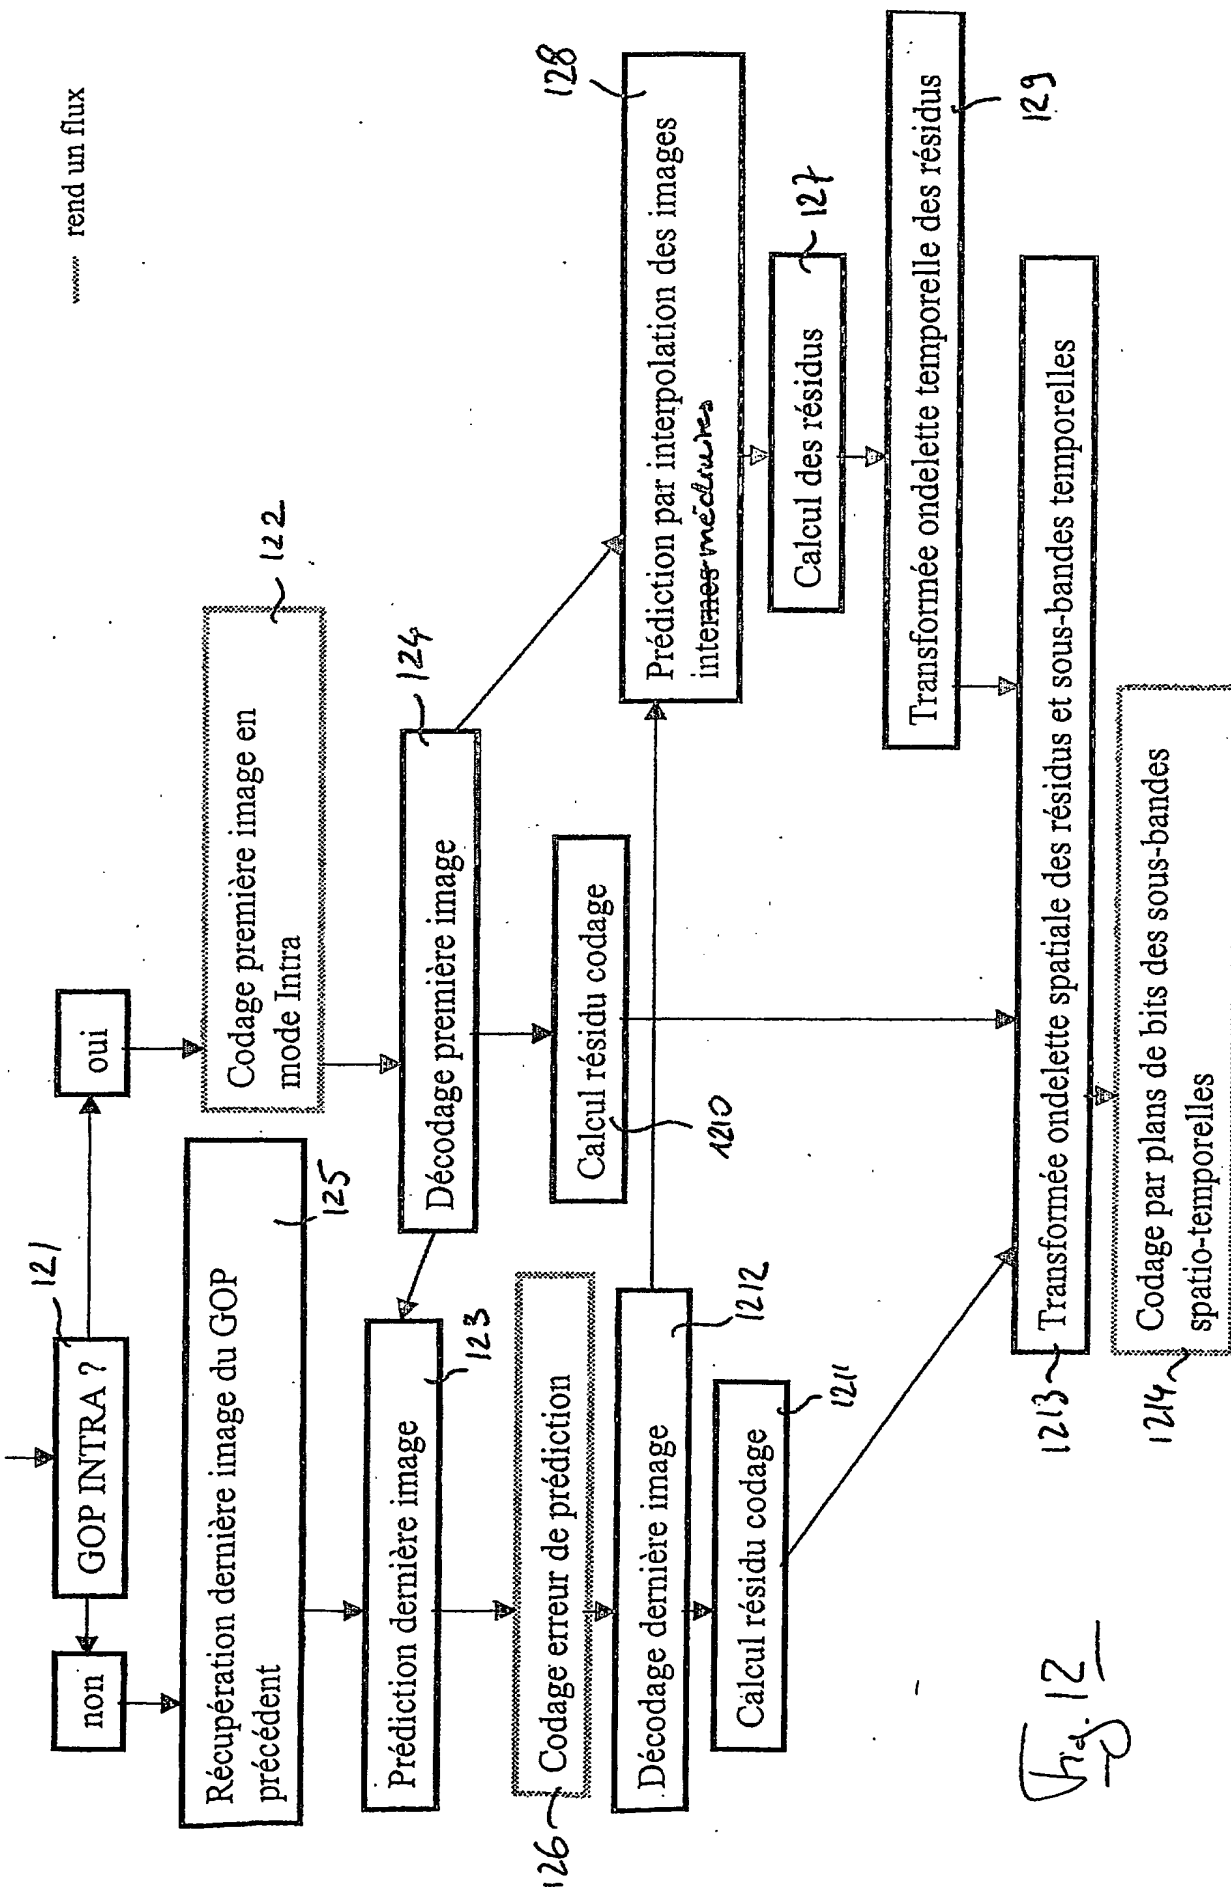 rend un flux
121
GOP INTRA ?
non
oui
Récupération dernière image du GOP
précédent
125
Codage première image en
mode Intra
122
Prédiction dernière image
123
Décodage première image
124
126
Codage erreur de prédiction
Calcul résidu codage
1210
Décodage dernière image
1212
Prédiction par interpolation des images
internes médiaires
128
Calcul résidu codage
1211
Calcul des résidus
127
Transformée ondelette temporelle des résidus
129
1213
Transformée ondelette spatiale des résidus et sous-bandes temporelles
1214
Codage par plans de bits des sous-bandes
spatio-temporelles
Fig. 12